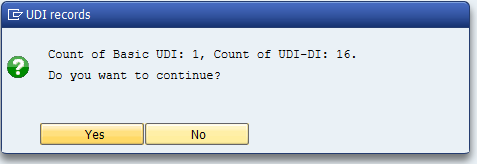 UDI records
Count of Basic UDI: 1, Count of UDI-DI: 16.
Do you want to continue?
Yes No